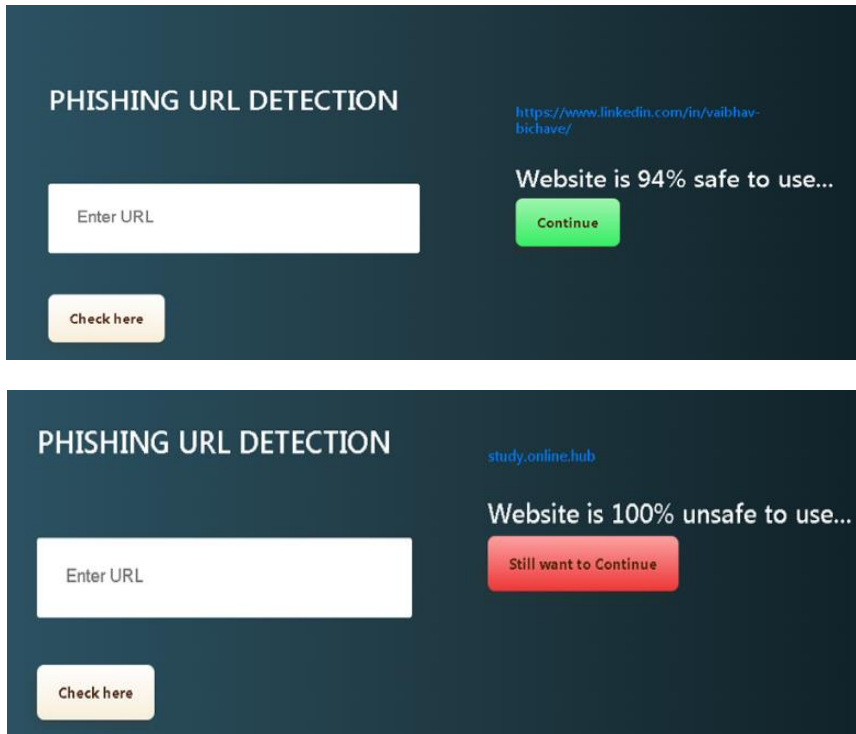 PHISHING URL DETECTION
Enter URL
Check here
https://www.linkedin.com/in/vaibhav-
bichave/
Website is 94% safe to use...
Continue
PHISHING URL DETECTION
Enter URL
Check here
study.online.hub
Website is 100% unsafe to use...
Still want to Continue